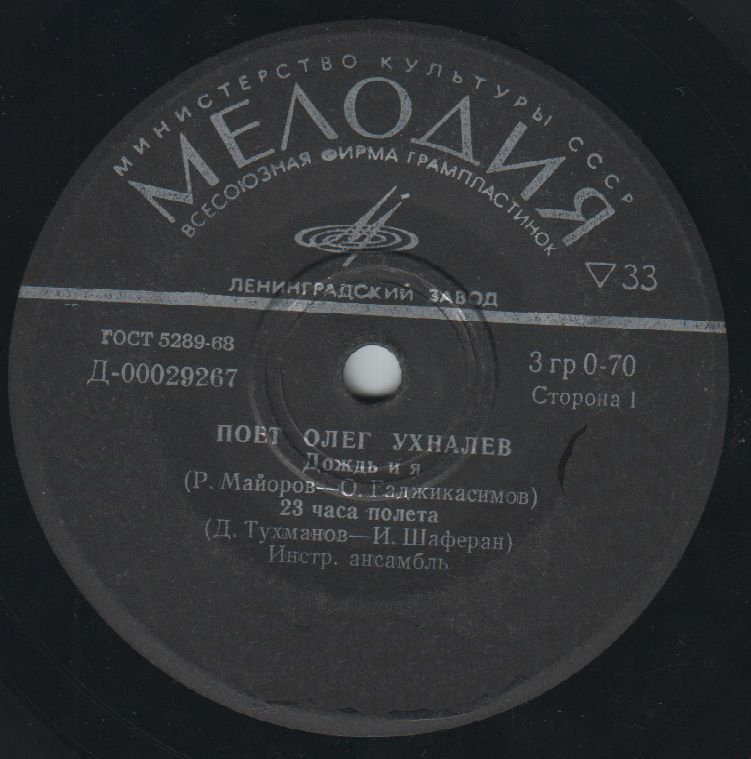 МИНИСТЕРСТВО КУЛЬТУРЫ СССР
МЕЛОДИЯ
ВСЕСОЮЗНАЯ ФИРМА ГРАМПЛАСТИНОК
▽33
ЛЕНИНГРАДСКИЙ ЗАВОД
ГОСТ 5289-68
Д-00029267
3 гр 0-70
Сторона 1
ПОЕТ ОЛЕГ УХНАЛЕВ
Дождь и я
(Р. Майоров—О. Гаджикасимов)
23 часа полета
(Д. Тухманов—И. Шаферан)
Инстр. ансамбль